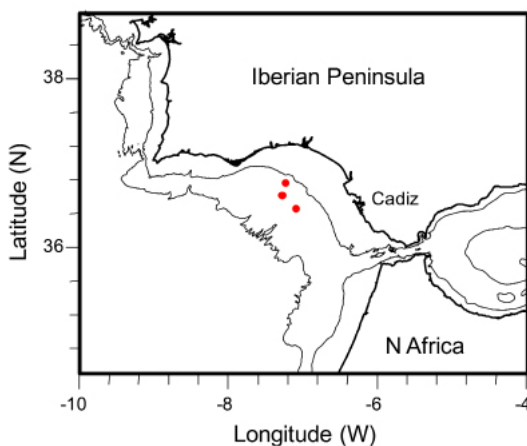 38
Iberian Peninsula
Latitude (N)
Cadiz
36
N Africa
-10
-8
-6
-4
Longitude (W)